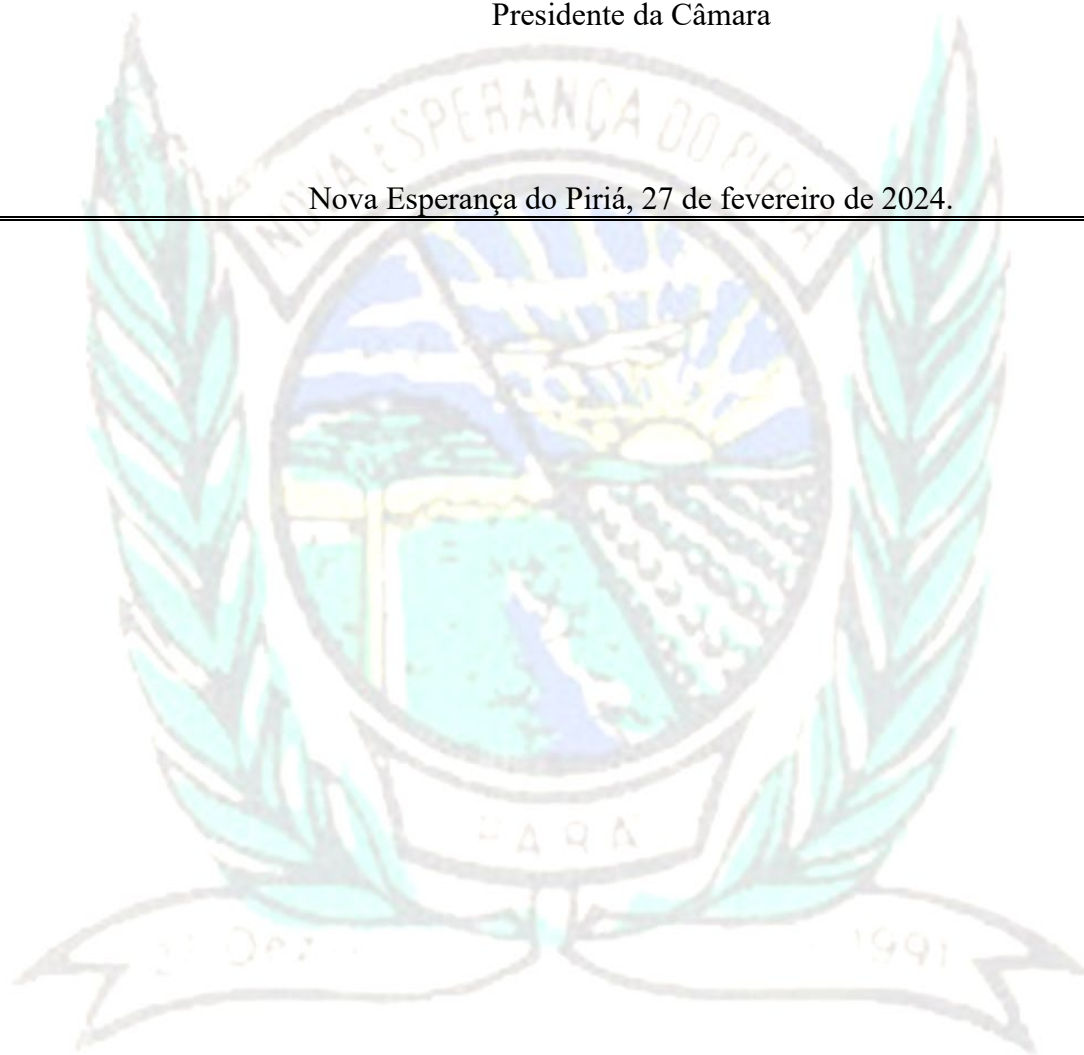 Presidente da Câmara
NOVA ESPERANÇA DO PIRIÁ
Nova Esperança do Piriá, 27 de fevereiro de 2024.
PARÁ
1991